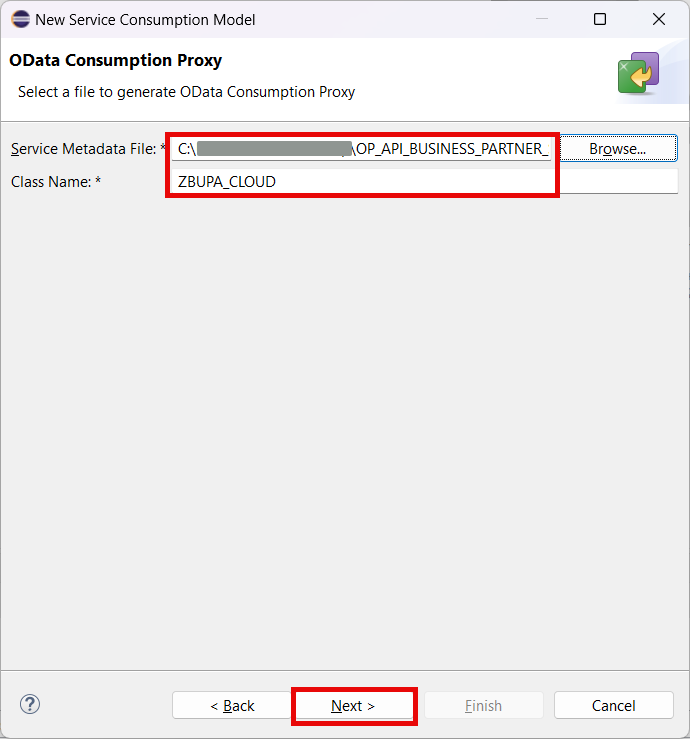 New Service Consumption Model
OData Consumption Proxy
Select a file to generate OData Consumption Proxy
Service Metadata File: * C:\ \OP_API_BUSINESS_PARTNER_ Browse...
Class Name: * ZBUPA_CLOUD
? < Back Next > Finish Cancel